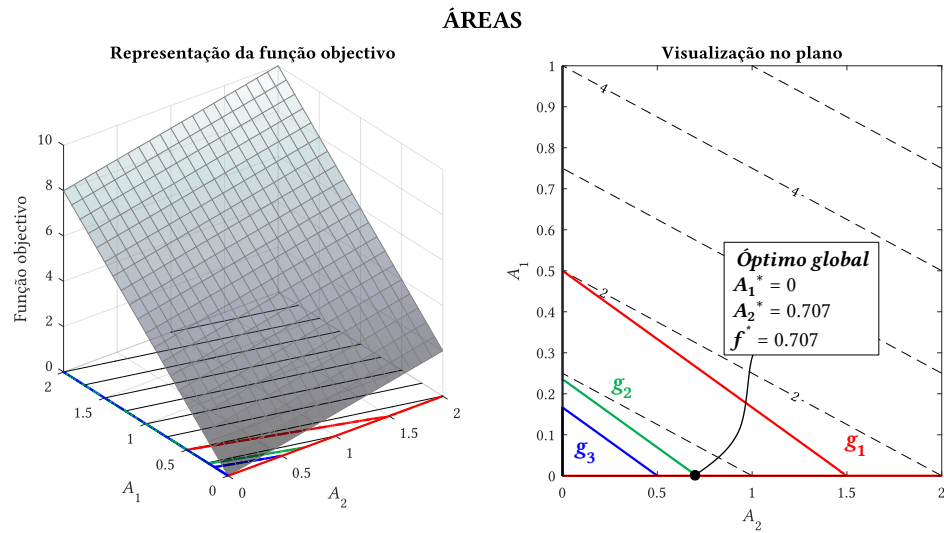 ÁREAS
Representação da função objectivo
10
8
6
4
2
0
Função objectivo
2
1.5
1
0.5
0
A1
0
0.5
1
1.5
2
A2
Visualização no plano
1
0.9
0.8
0.7
0.6
0.5
0.4
0.3
0.2
0.1
0
A1
0
0.5
1
1.5
2
A2
4
4
2
2
Óptimo global
A1* = 0
A2* = 0.707
f* = 0.707
g1
g2
g3